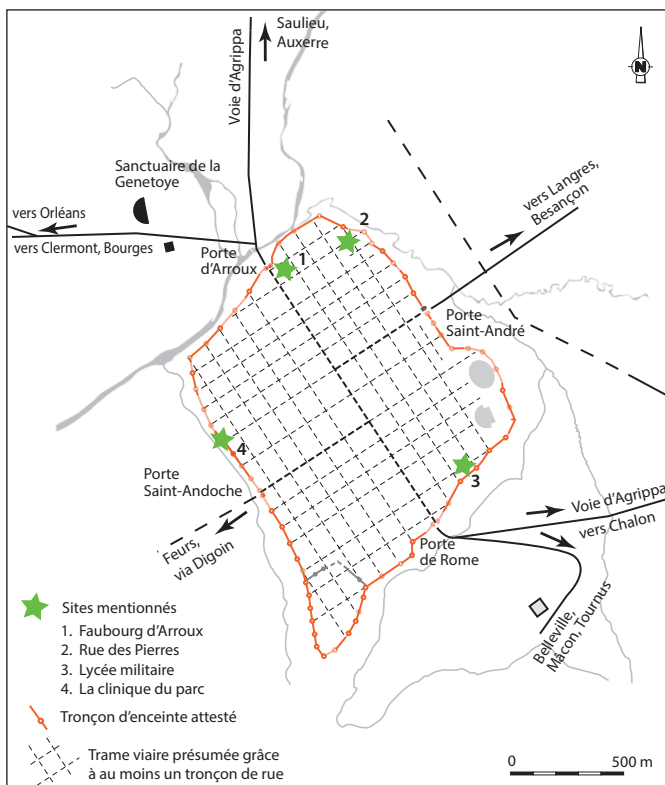 Saulieu,
Auxerre
Voie d'Agrippa
N
Sanctuaire de la
Genetoye
vers Orléans
vers Clermont, Bourges
Porte
d'Arroux
1
2
vers Langres,
Besançon
Porte
Saint-André
4
3
Porte
Saint-Andoche
Feurs,
via Digoin
Porte
de Rome
Voie d'Agrippa
vers Chalon
Belleville,
Mâcon, Tournus
Sites mentionnés
1. Faubourg d'Arroux
2. Rue des Pierres
3. Lycée militaire
4. La clinique du parc
Tronçon d'enceinte attesté
Trame viaire présumée grâce
à au moins un tronçon de rue
0 500 m